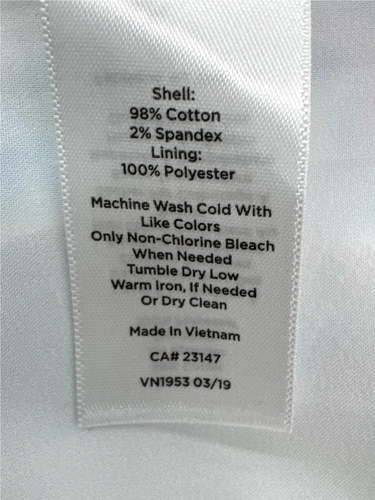 Shell:
98% Cotton
2% Spandex
Lining:
100% Polyester
Machine Wash Cold With
Like Colors
Only Non-Chlorine Bleach
When Needed
Tumble Dry Low
Warm Iron, If Needed
Or Dry Clean
Made In Vietnam
CA# 23147
VN1953 03/19